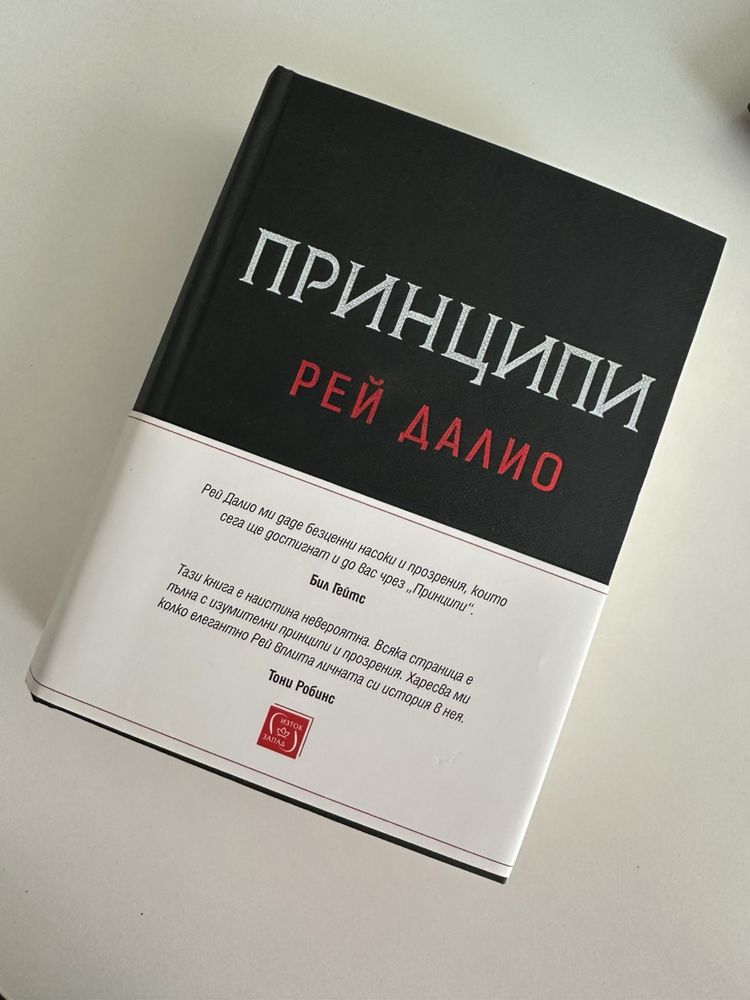 ПРИНЦИПИ
РЕЙ ДАЛИО
Рей Далио ми даде безценни насоки и прозрения, които
сега ще достигнат и до вас чрез „Принципи“.
Бил Гейтс
Тази книга е наистина невероятна. Всяка страница е
пълна с изумителни принципи и прозрения. Харесва ми
колко елегантно Рей вплита личната си история в нея.
Тони Робинс
ИЗТОК
ЗАПАД